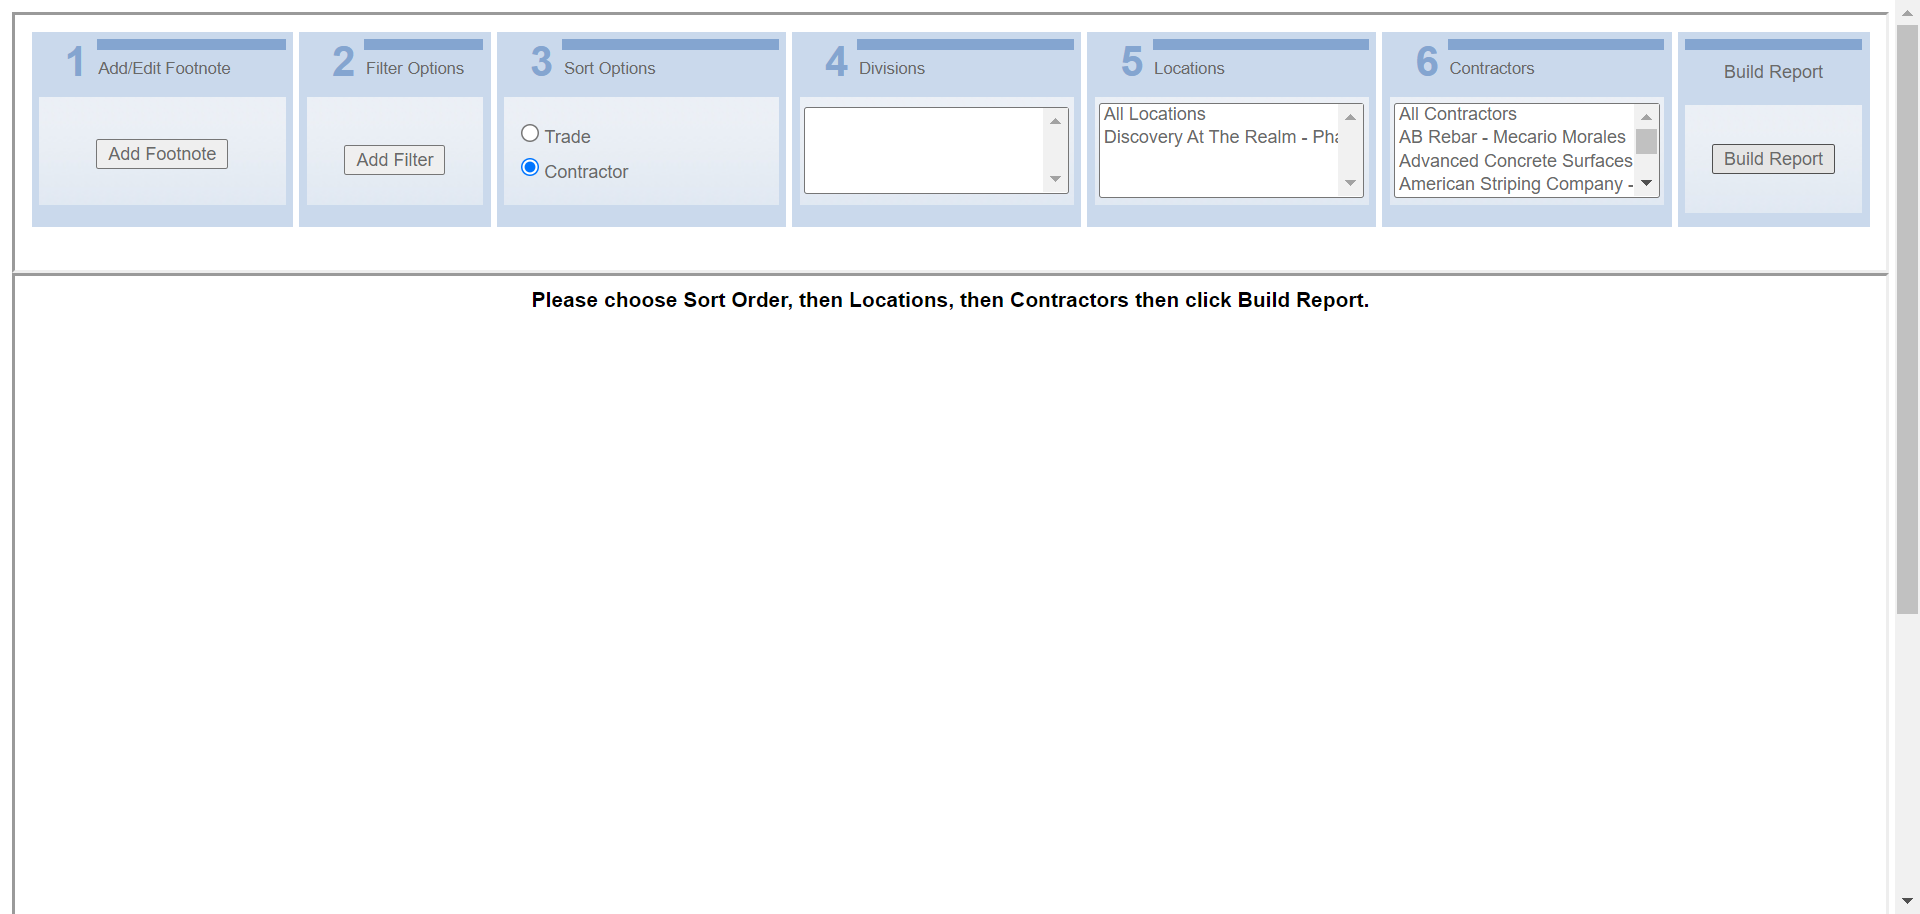 1 Add/Edit Footnote
Add Footnote
2 Filter Options
Add Filter
3 Sort Options
Trade
Contractor
4 Divisions
5 Locations
All Locations
Discovery At The Realm - Pha
6 Contractors
All Contractors
AB Rebar - Mecario Morales
Advanced Concrete Surfaces
American Striping Company -
Build Report
Build Report
Please choose Sort Order, then Locations, then Contractors then click Build Report.